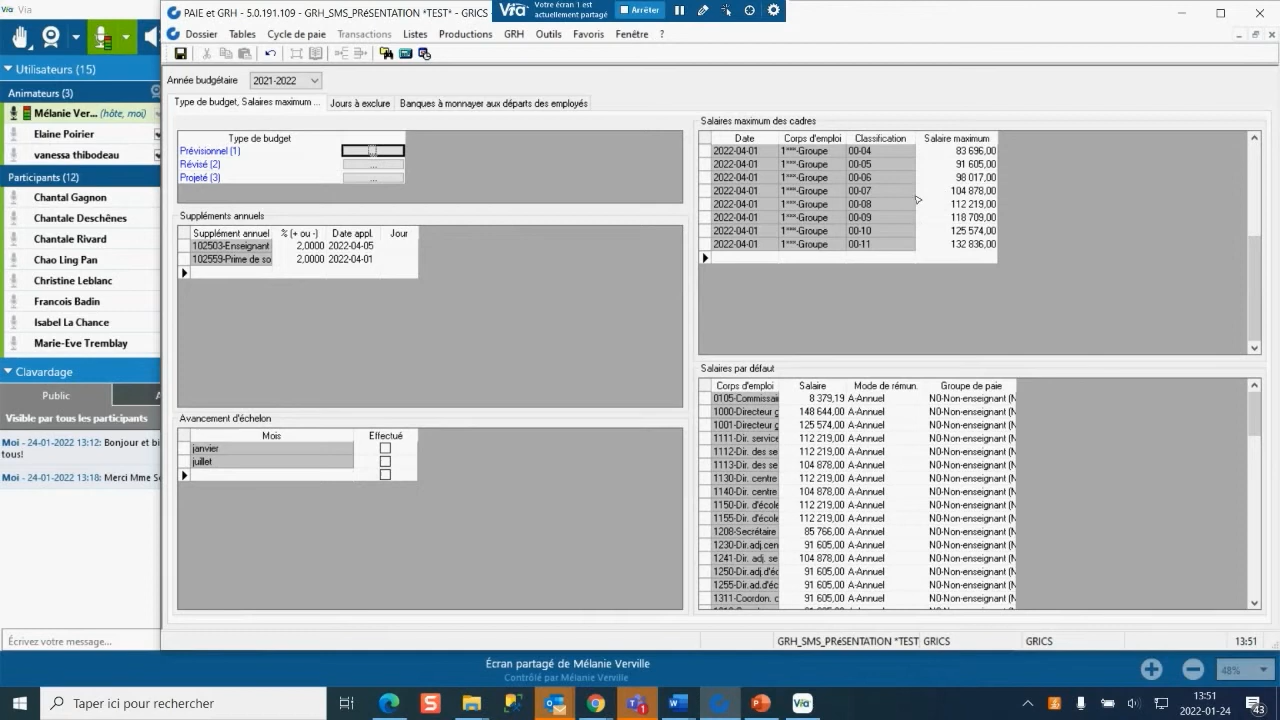 Via
PAIE et GRH - 5.0.191.109 - GRH_SMS_PRéSENTATION *TEST* - GRICS
Via
Votre écran 1 est
actuellement partagé
Arrêter
Dossier Tables Cycle de paie Transactions Listes Productions GRH Outils Favoris Fenêtre ?
Utilisateurs (15)
Animateurs (3)
Mélanie Ver... (hôte, moi)
Elaine Poirier
vanessa thibodeau
Participants (12)
Chantal Gagnon
Chantale Deschênes
Chantale Rivard
Chao Ling Pan
Christine Leblanc
Francois Badin
Isabel La Chance
Marie-Eve Tremblay
Clavardage
Public
A
Visible par tous les participants
Moi - 24-01-2022 13:12: Bonjour et bi
tous!
Moi - 24-01-2022 13:18: Merci Mme S
Écrivez votre message...
Année budgétaire 2021-2022
Type de budget, Salaires maximum ... Jours à exclure Banques à monnayer aux départs des employés
Type de budget
Prévisionnel (1) ...
Révisé (2) ...
Projeté (3) ...
Suppléments annuels
Supplément annuel % (+ ou -) Date appl. Jour
102503-Enseignant 2,0000 2022-04-05
102559-Prime de so 2,0000 2022-04-01
Avancement d'échelon
Mois Effectué
janvier
juillet
Salaires maximum des cadres
Date Corps d'emploi Classification Salaire maximum
2022-04-01 1***-Groupe 00-04 83 696,00
2022-04-01 1***-Groupe 00-05 91 605,00
2022-04-01 1***-Groupe 00-06 98 017,00
2022-04-01 1***-Groupe 00-07 104 878,00
2022-04-01 1***-Groupe 00-08 112 219,00
2022-04-01 1***-Groupe 00-09 118 709,00
2022-04-01 1***-Groupe 00-10 125 574,00
2022-04-01 1***-Groupe 00-11 132 836,00
Salaires par défaut
Corps d'emploi Salaire Mode de rémun. Groupe de paie
0105-Commissai 8 379,19 A-Annuel N0-Non-enseignant (N
1000-Directeur g 148 644,00 A-Annuel N0-Non-enseignant (N
1001-Directeur g 125 574,00 A-Annuel N0-Non-enseignant (N
1111-Dir. service 112 219,00 A-Annuel N0-Non-enseignant (N
1112-Dir. des se 112 219,00 A-Annuel N0-Non-enseignant (N
1113-Dir. des se 104 878,00 A-Annuel N0-Non-enseignant (N
1130-Dir. centre 112 219,00 A-Annuel N0-Non-enseignant (N
1140-Dir. centre 104 878,00 A-Annuel N0-Non-enseignant (N
1150-Dir. d'école 112 219,00 A-Annuel N0-Non-enseignant (N
1155-Dir. d'école 112 219,00 A-Annuel N0-Non-enseignant (N
1208-Secrétaire 85 766,00 A-Annuel N0-Non-enseignant (N
1230-Dir.adj.cen 91 605,00 A-Annuel N0-Non-enseignant (N
1241-Dir. adj. se 104 878,00 A-Annuel N0-Non-enseignant (N
1250-Dir.adj d'éc 91 605,00 A-Annuel N0-Non-enseignant (N
1255-Dir.ad.d'éc 91 605,00 A-Annuel N0-Non-enseignant (N
1311-Coordon. c 91 605,00 A-Annuel N0-Non-enseignant (N
GRH_SMS_PRéSENTATION *TEST GRICS GRICS 13:51
Écran partagé de Mélanie Verville
Contrôlé par Mélanie Verville
48%
Taper ici pour rechercher
13:51
2022-01-24